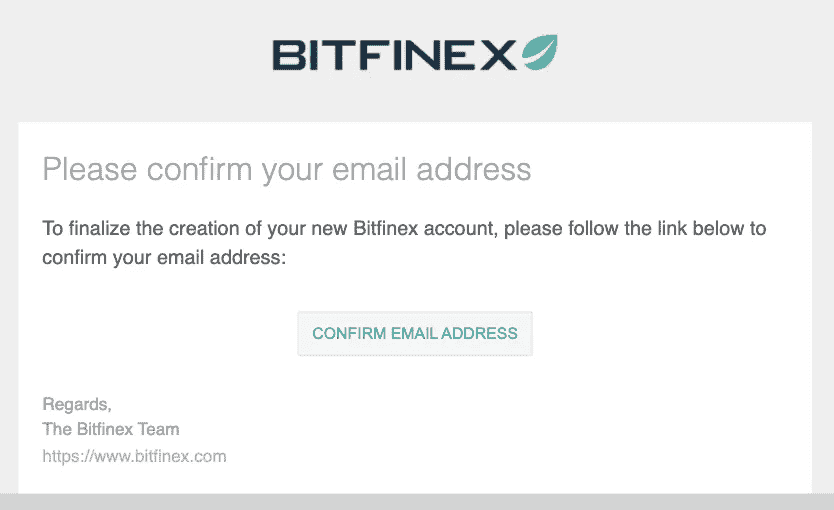 BITFINEX
Please confirm your email address
To finalize the creation of your new Bitfinex account, please follow the link below to
confirm your email address:
CONFIRM EMAIL ADDRESS
Regards,
The Bitfinex Team
https://www.bitfinex.com